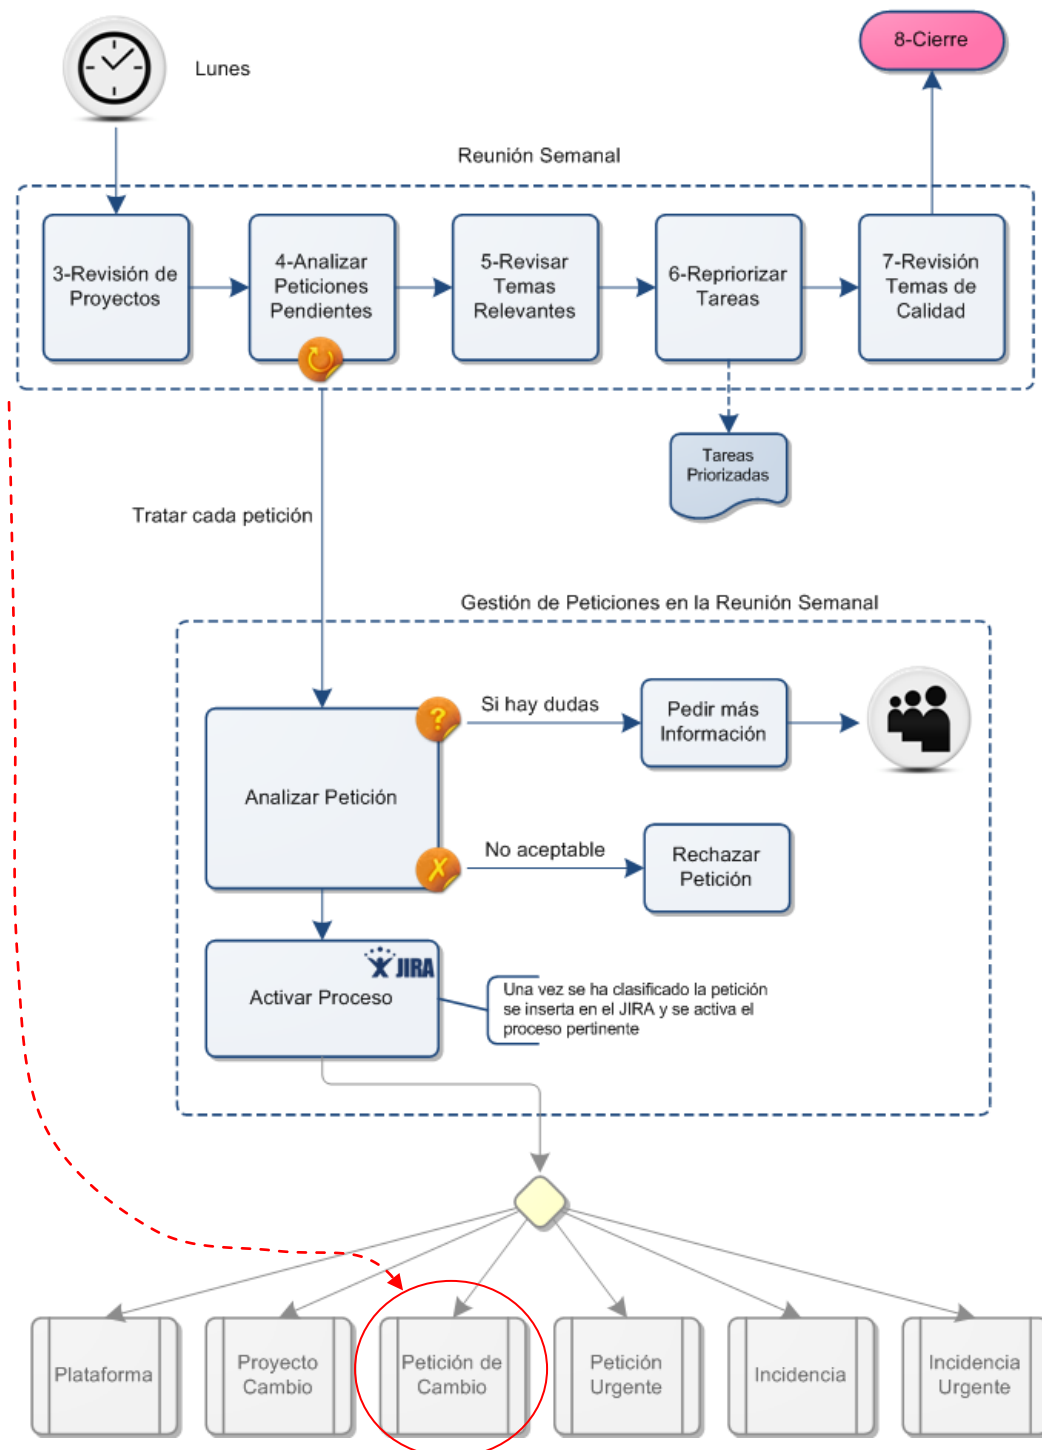 Lunes
8-Cierre
Reunión Semanal
3-Revisión de
Proyectos
4-Analizar
Peticiones
Pendientes
5-Revisar
Temas
Relevantes
6-Repriorizar
Tareas
7-Revisión
Temas de
Calidad
Tareas
Priorizadas
Tratar cada petición
Gestión de Peticiones en la Reunión Semanal
Analizar Petición
?
Si hay dudas
Pedir más
Información
X
No aceptable
Rechazar
Petición
JIRA
Activar Proceso
Una vez se ha clasificado la petición
se inserta en el JIRA y se activa el
proceso pertinente
Plataforma
Proyecto
Cambio
Petición de
Cambio
Petición
Urgente
Incidencia
Incidencia
Urgente